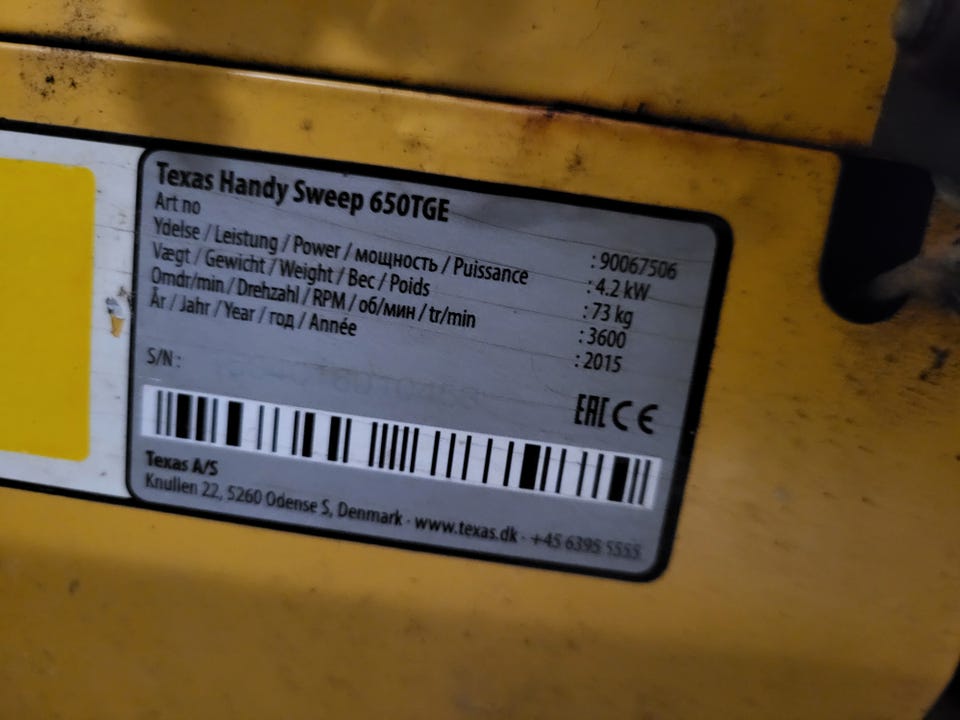 Texas Handy Sweep 650TGE
Art no : 90067506
Ydelse / Leistung / Power / мощность / Puissance : 4.2 kW
Vægt / Gewicht / Weight / Вес / Poids : 73 kg
Omdr/min / Drehzahl / RPM / об/мин / tr/min : 3600
År / Jahr / Year / год / Année : 2015
S/N :
EAC CE
Texas A/S
Knullen 22, 5260 Odense S, Denmark - www.texas.dk - +45 6395 5555